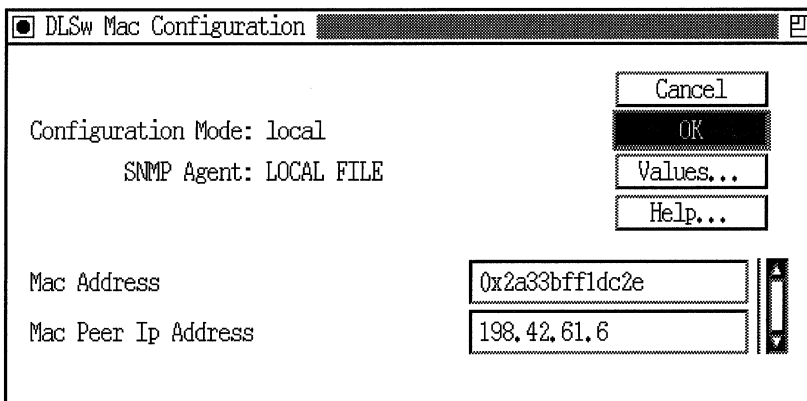 DLSw Mac Configuration
Cancel
Configuration Mode: local
OK
SNMP Agent: LOCAL FILE
Values...
Help...
Mac Address
0x2a33bff1dc2e
Mac Peer Ip Address
198.42.61.6